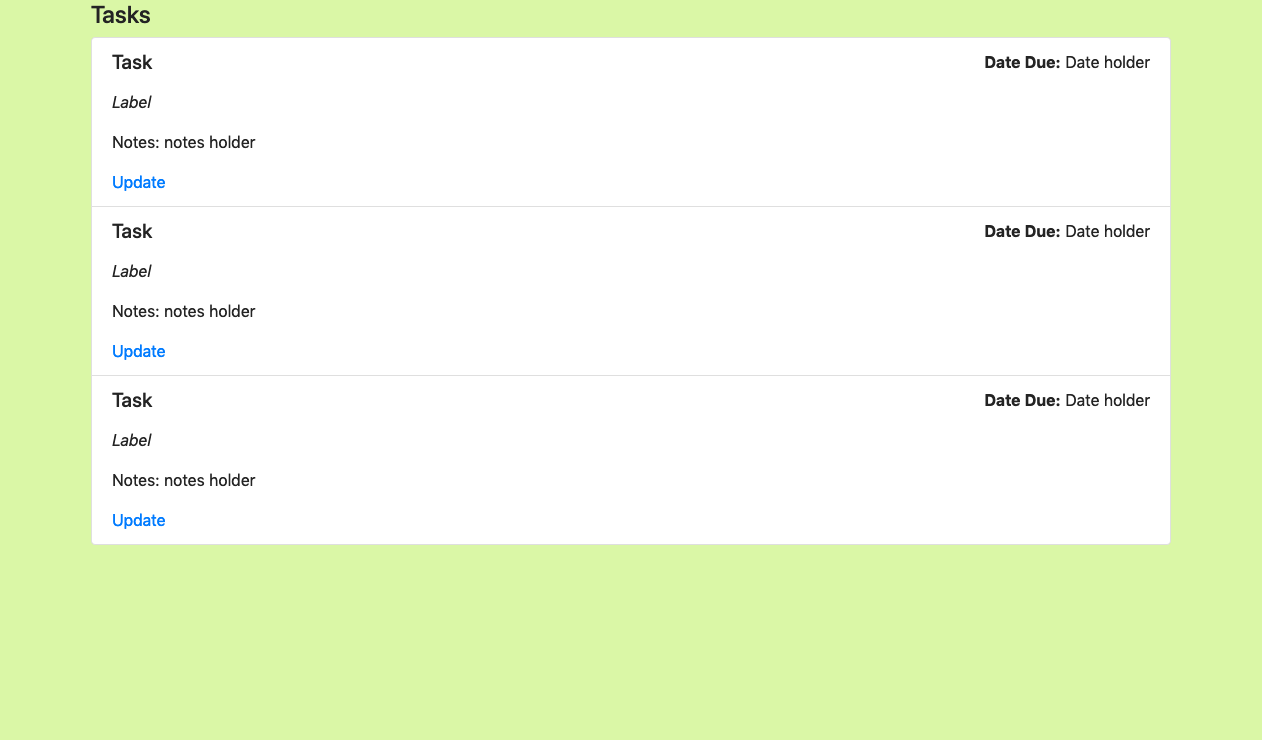 Tasks
Task Date Due: Date holder
Label
Notes: notes holder
Update
Task Date Due: Date holder
Label
Notes: notes holder
Update
Task Date Due: Date holder
Label
Notes: notes holder
Update